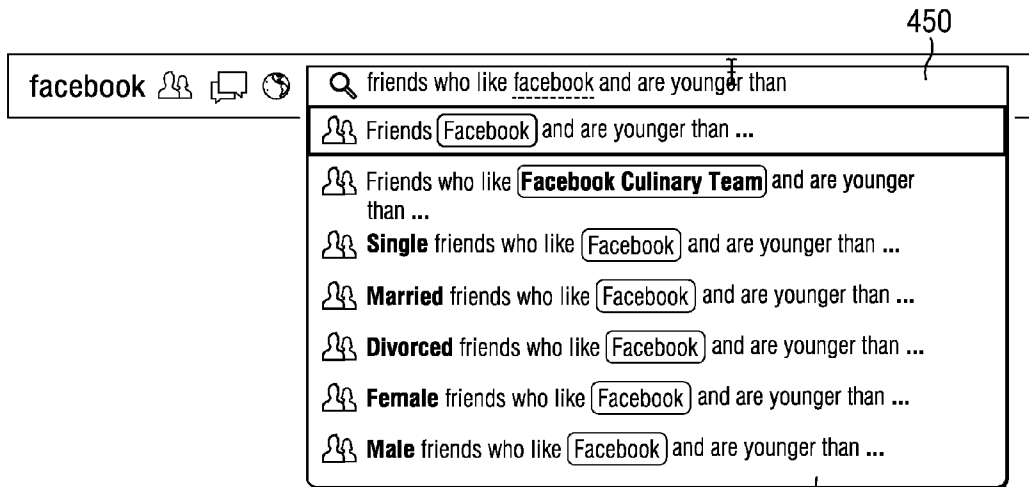 450
facebook
friends who like facebook and are younger than
Friends Facebook and are younger than ...
Friends who like Facebook Culinary Team and are younger
than ...
Single friends who like Facebook and are younger than ...
Married friends who like Facebook and are younger than ...
Divorced friends who like Facebook and are younger than ...
Female friends who like Facebook and are younger than ...
Male friends who like Facebook and are younger than ...